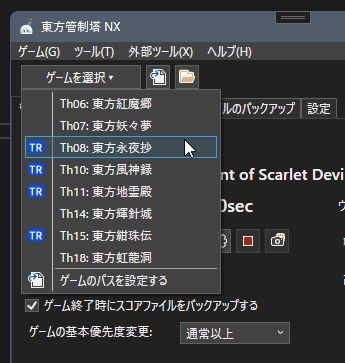 東方管制塔 NX
ゲーム(G) ツール(T) 外部ツール(X) ヘルプ(H)
ゲームを選択
Th06: 東方紅魔郷
Th07: 東方妖々夢
ルのバックアップ 設定
TR Th08: 東方永夜抄
TR Th10: 東方風神録
nt of Scarlet Devi
TR Th11: 東方地霊殿
0sec
Th14: 東方輝針城
TR Th15: 東方紺珠伝
Th18: 東方虹龍洞
ゲームのパスを設定する
ゲーム終了時にスコアファイルをバックアップする
ゲームの基本優先度変更: 通常以上